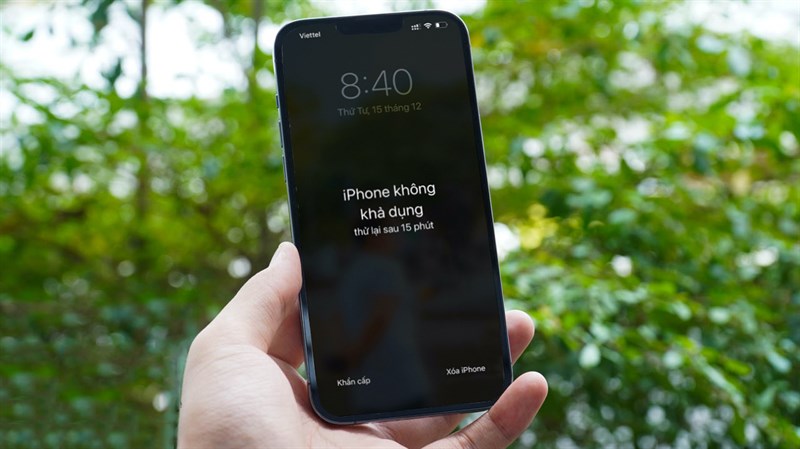 Viettel
8:40
Thứ Tư, 15 tháng 12
iPhone không
khả dụng
thử lại sau 15 phút
Khẩn cấp
Xóa iPhone